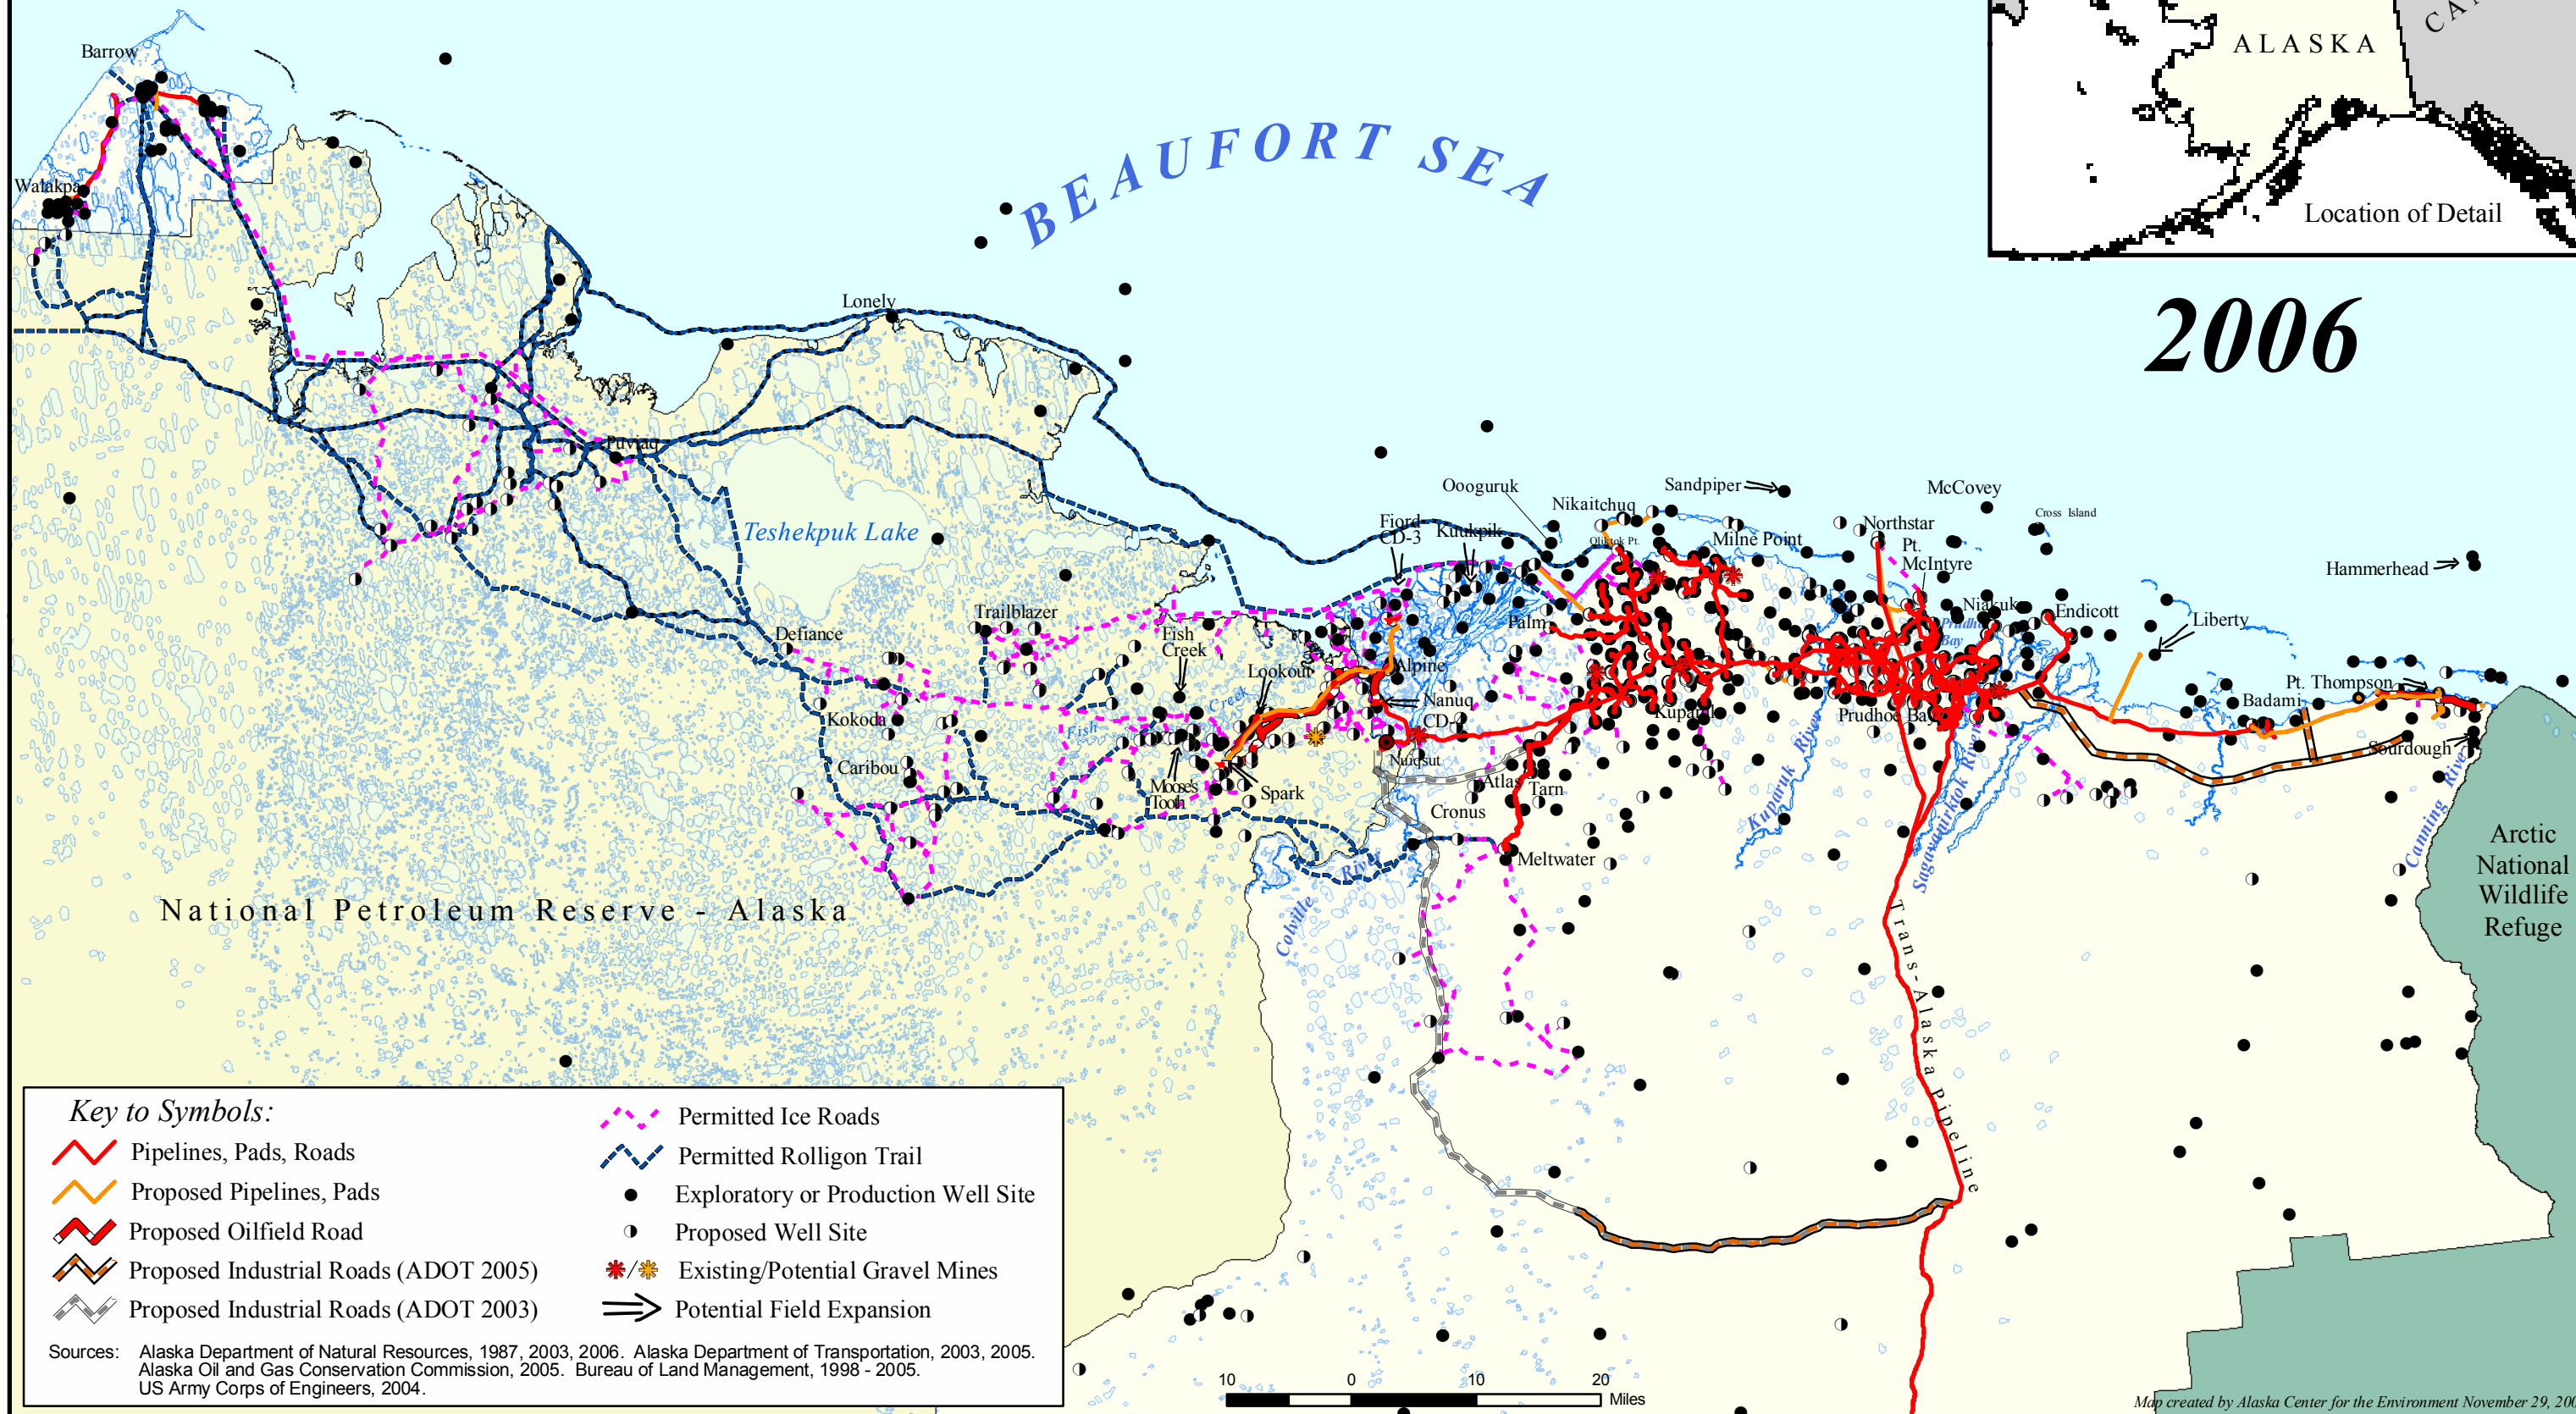 Barrow
Walakpa
BEAUFORT SEA
ALASKA
Location of Detail
2006
Lonely
Puviaq
Teshekpuk Lake
Oooguruk
Nikaitchuq
Sandpiper
McCovey
Cross Island
Fiord
CD-3
Kuukpik
Oliktok Pt.
Milne Point
Northstar
Pt.
McIntyre
Hammerhead
Trailblazer
Defiance
Fish
Creek
Palm
Niakuk
Endicott
Liberty
Prudhoe
Bay
Lookout
Alpine
Nanuq
CD-4
Kokoda
Fish
Creek
Kuparuk
Prudhoe Bay
Badami
Pt. Thompson
Sourdough
Nuiqsut
Caribou
Moose's
Tooth
Spark
Atlas
Tarn
Cronus
Meltwater
Kuparuk River
Sagavanirktok River
Canning River
Colville
River
Arctic
National
Wildlife
Refuge
National Petroleum Reserve - Alaska
Trans-Alaska Pipeline
Key to Symbols:
Pipelines, Pads, Roads
Proposed Pipelines, Pads
Proposed Oilfield Road
Proposed Industrial Roads (ADOT 2005)
Proposed Industrial Roads (ADOT 2003)
Permitted Ice Roads
Permitted Rolligon Trail
Exploratory or Production Well Site
Proposed Well Site
Existing/Potential Gravel Mines
Potential Field Expansion
Sources: Alaska Department of Natural Resources, 1987, 2003, 2006. Alaska Department of Transportation, 2003, 2005.
Alaska Oil and Gas Conservation Commission, 2005. Bureau of Land Management, 1998 - 2005.
US Army Corps of Engineers, 2004.
10 0 10 20
Miles
Map created by Alaska Center for the Environment November 29,